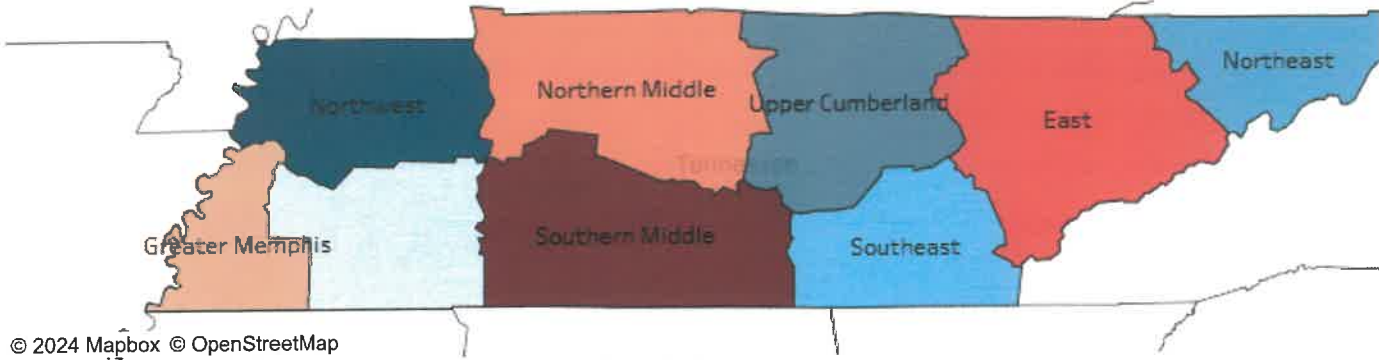 Northeast
Northern Middle
Northwest
Upper Cumberland
East
Tennessee
Greater Memphis
Southern Middle
Southeast
© 2024 Mapbox © OpenStreetMap